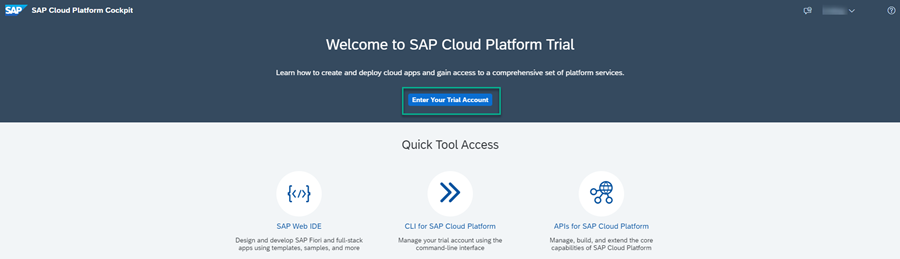 SAP SAP Cloud Platform Cockpit
Welcome to SAP Cloud Platform Trial
Learn how to create and deploy cloud apps and gain access to a comprehensive set of platform services.
Enter Your Trial Account
Quick Tool Access
{</>}
SAP Web IDE
Design and develop SAP Fiori and full-stack
apps using templates, samples, and more
CLI for SAP Cloud Platform
Manage your trial account using the
command-line interface
APIs for SAP Cloud Platform
Manage, build, and extend the core
capabilities of SAP Cloud Platform